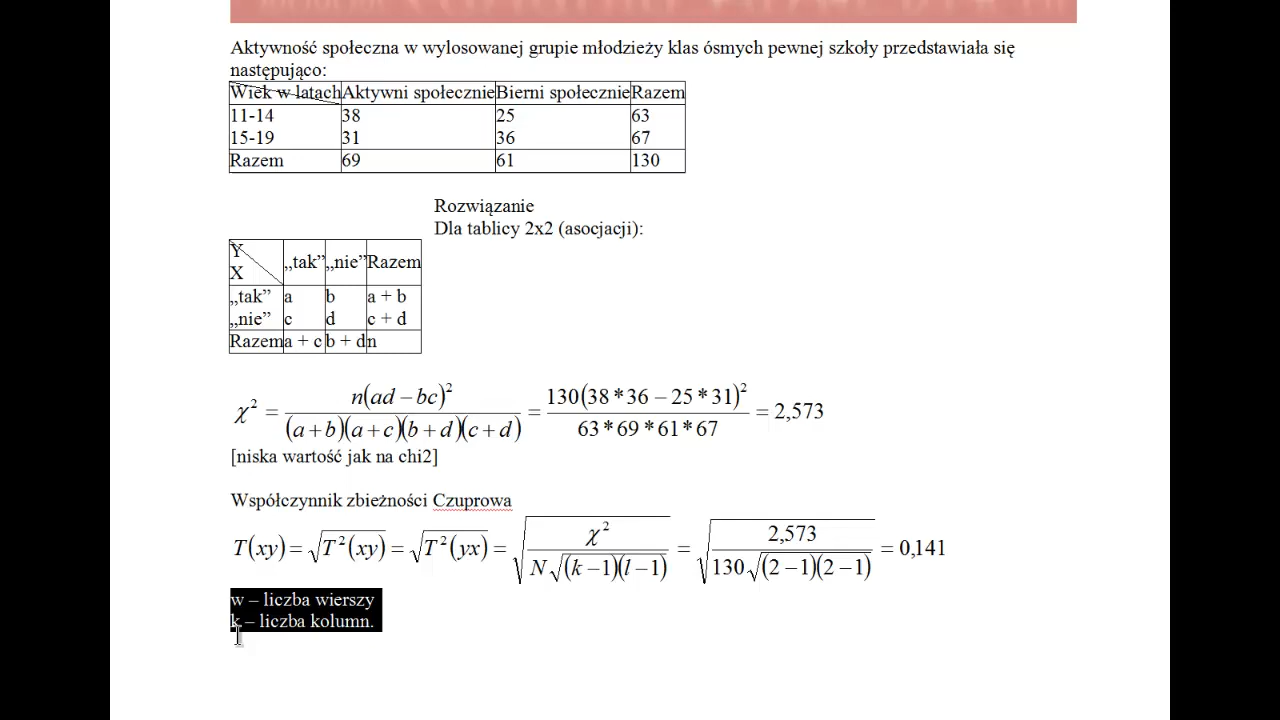 Aktywność społeczna w wylosowanej grupie młodzieży klas ósmych pewnej szkoły przedstawiała się
następująco:
Wiek w latach Aktywni społecznie Bierni społecznie Razem
11-14 38 25 63
15-19 31 36 67
Razem 69 61 130
Rozwiązanie
Dla tablicy 2x2 (asocjacji):
Y
X „tak” „nie” Razem
„tak” a b a + b
„nie” c d c + d
Razem a + c b + d n
χ² = n(ad − bc)² / (a + b)(a + c)(b + d)(c + d) = 130(38 * 36 − 25 * 31)² / 63 * 69 * 61 * 67 = 2,573
[niska wartość jak na chi2]
Współczynnik zbieżności Czuprowa
T(xy) = √T²(xy) = √T²(yx) = √(χ² / N√(k − 1)(l − 1)) = √(2,573 / 130√(2 − 1)(2 − 1)) = 0,141
w – liczba wierszy
k – liczba kolumn.